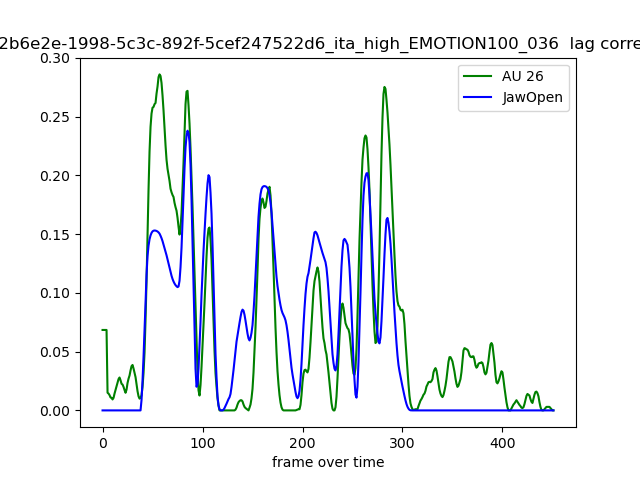 2b6e2e-1998-5c3c-892f-5cef247522d6_ita_high_EMOTION100_036  lag corre
0.30
0.25
0.20
0.15
0.10
0.05
0.00
AU 26
JawOpen
0 100 200 300 400
frame over time